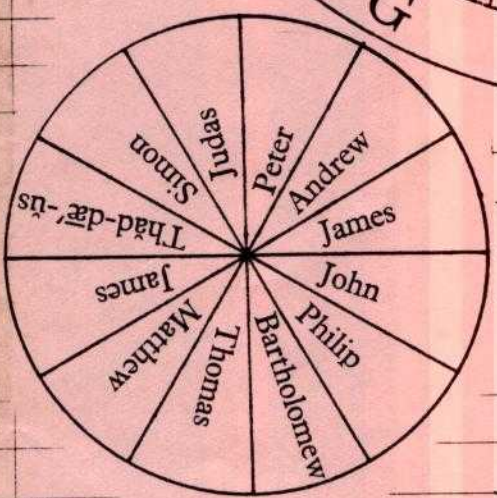 G
Peter
Andrew
James
John
Philip
Bartholomew
Thomas
Matthew
James
Thăd-dæ̅´-ŭs
Simon
Judas